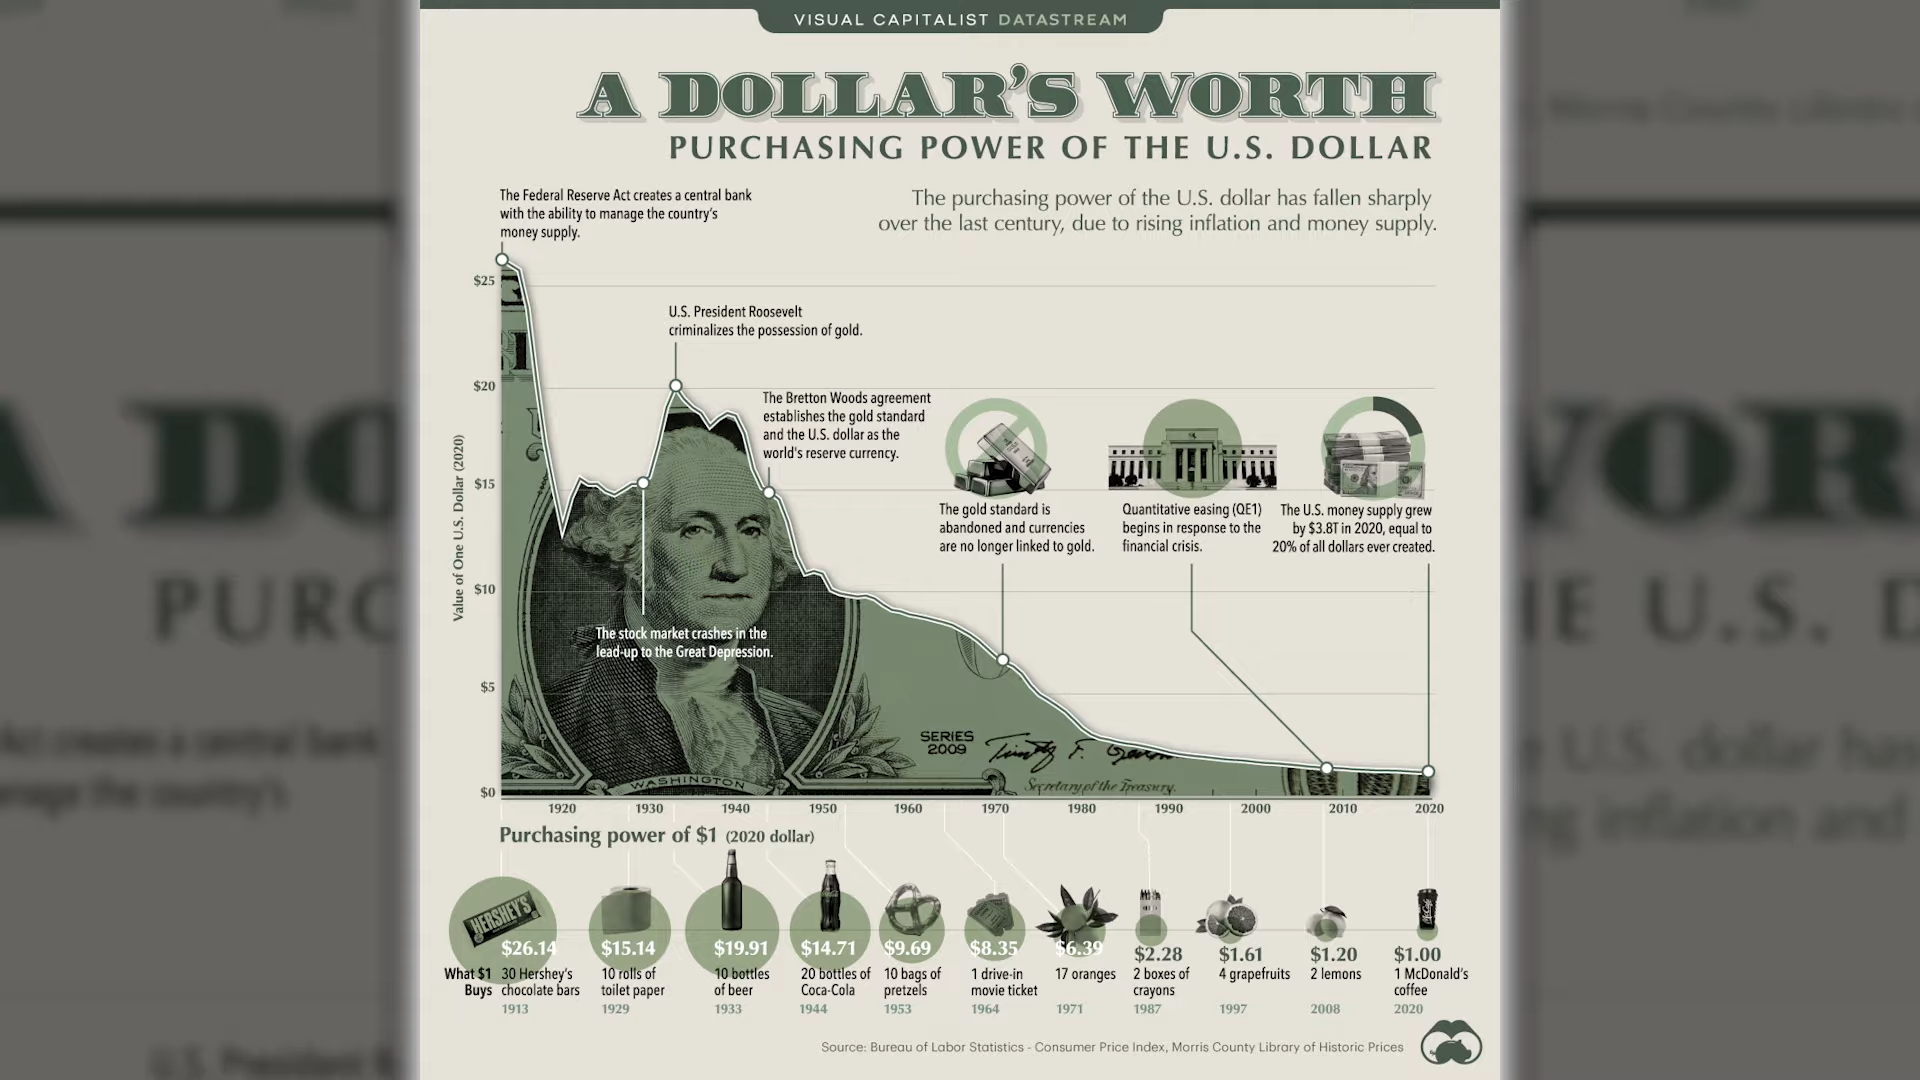 VISUAL CAPITALIST DATASTREAM
A DOLLAR'S WORTH
PURCHASING POWER OF THE U.S. DOLLAR
The purchasing power of the U.S. dollar has fallen sharply
over the last century, due to rising inflation and money supply.
The Federal Reserve Act creates a central bank
with the ability to manage the country's
money supply.
U.S. President Roosevelt
criminalizes the possession of gold.
The Bretton Woods agreement
establishes the gold standard
and the U.S. dollar as the
world's reserve currency.
The gold standard is
abandoned and currencies
are no longer linked to gold.
Quantitative easing (QE1)
begins in response to the
financial crisis.
The U.S. money supply grew
by $3.8T in 2020, equal to
20% of all dollars ever created.
The stock market crashes in the
lead-up to the Great Depression.
Value of One U.S. Dollar (2020)
$25
$20
$15
$10
$5
$0
SERIES
2009
WASHINGTON
Secretary of the Treasury.
1920 1930 1940 1950 1960 1970 1980 1990 2000 2010 2020
Purchasing power of $1 (2020 dollar)
HERSHEY'S
$26.14 $15.14 $19.91 $14.71 $9.69 $8.35 $6.39 $2.28 $1.61 $1.20 $1.00
What $1
Buys
30 Hershey's
chocolate bars
1913
10 rolls of
toilet paper
1929
10 bottles
of beer
1933
20 bottles of
Coca-Cola
1944
10 bags of
pretzels
1953
1 drive-in
movie ticket
1964
17 oranges
1971
2 boxes of
crayons
1987
4 grapefruits
1997
2 lemons
2008
McCafé
1 McDonald's
coffee
2020
Source: Bureau of Labor Statistics - Consumer Price Index, Morris County Library of Historic Prices